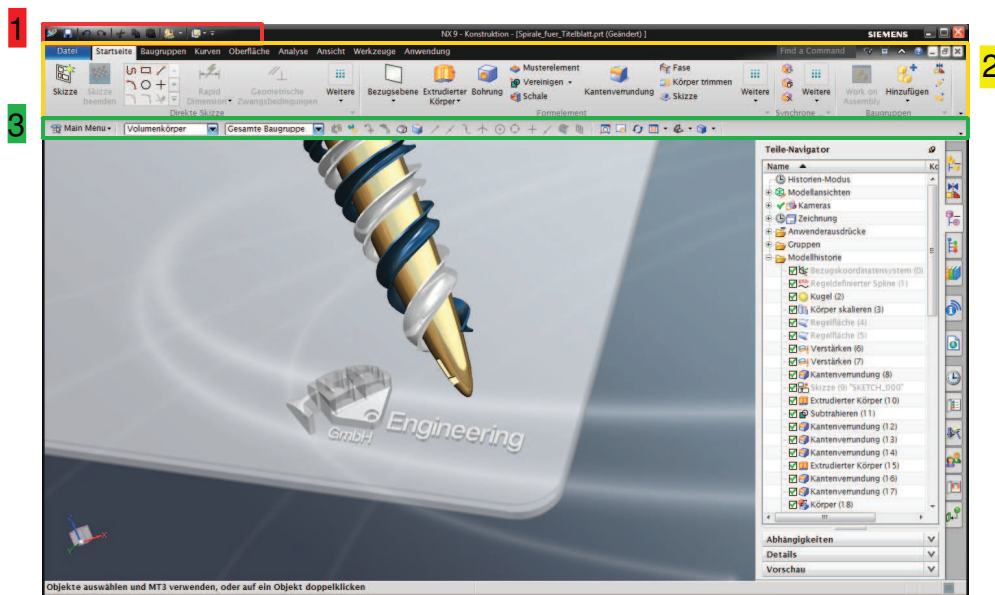 1
NX 9 - Konstruktion - [Spirale_fuer_Titelblatt.prt (Geändert) ]
SIEMENS
2
Datei Startseite Baugruppen Kurven Oberfläche Analyse Ansicht Werkzeuge Anwendung
Find a Command
Skizze
Skizze beenden
Rapid Dimension
Geometrische Zwangsbedingungen
Weitere
Direkte Skizze
Bezugsebene
Extrudierter Körper
Bohrung
Musterelement
Vereinigen
Schale
Kantenverrundung
Fase
Körper trimmen
Skizze
Weitere
Formelement
Weitere
Synchrone ...
Work on Assembly
Hinzufügen
Baugruppen
3
Main Menu
Volumenkörper
Gesamte Baugruppe
Teile-Navigator
Name
Kc
Historien-Modus
Modellansichten
Kameras
Zeichnung
Anwenderausdrücke
Gruppen
Modellhistorie
Bezugskoordinatensystem (0)
Regeldefinierter Spline (1)
Kugel (2)
Körper skalieren (3)
Regelfläche (4)
Regelfläche (5)
Verstärken (6)
Verstärken (7)
Kantenverrundung (8)
Skizze (9) "SKETCH_000"
Extrudierter Körper (10)
Subtrahieren (11)
Kantenverrundung (12)
Kantenverrundung (13)
Kantenverrundung (14)
Extrudierter Körper (15)
Kantenverrundung (16)
Kantenverrundung (17)
Körper (18)
GmbH Engineering
Abhängigkeiten
Details
Vorschau
Objekte auswählen und MT3 verwenden, oder auf ein Objekt doppelklicken